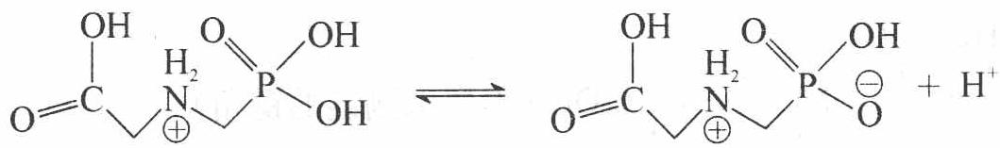 OH O OH OH O
H₂ H₂
O C N P OH ⇌ O C N P ⊖ + H⁺
⊕ OH ⊕ O